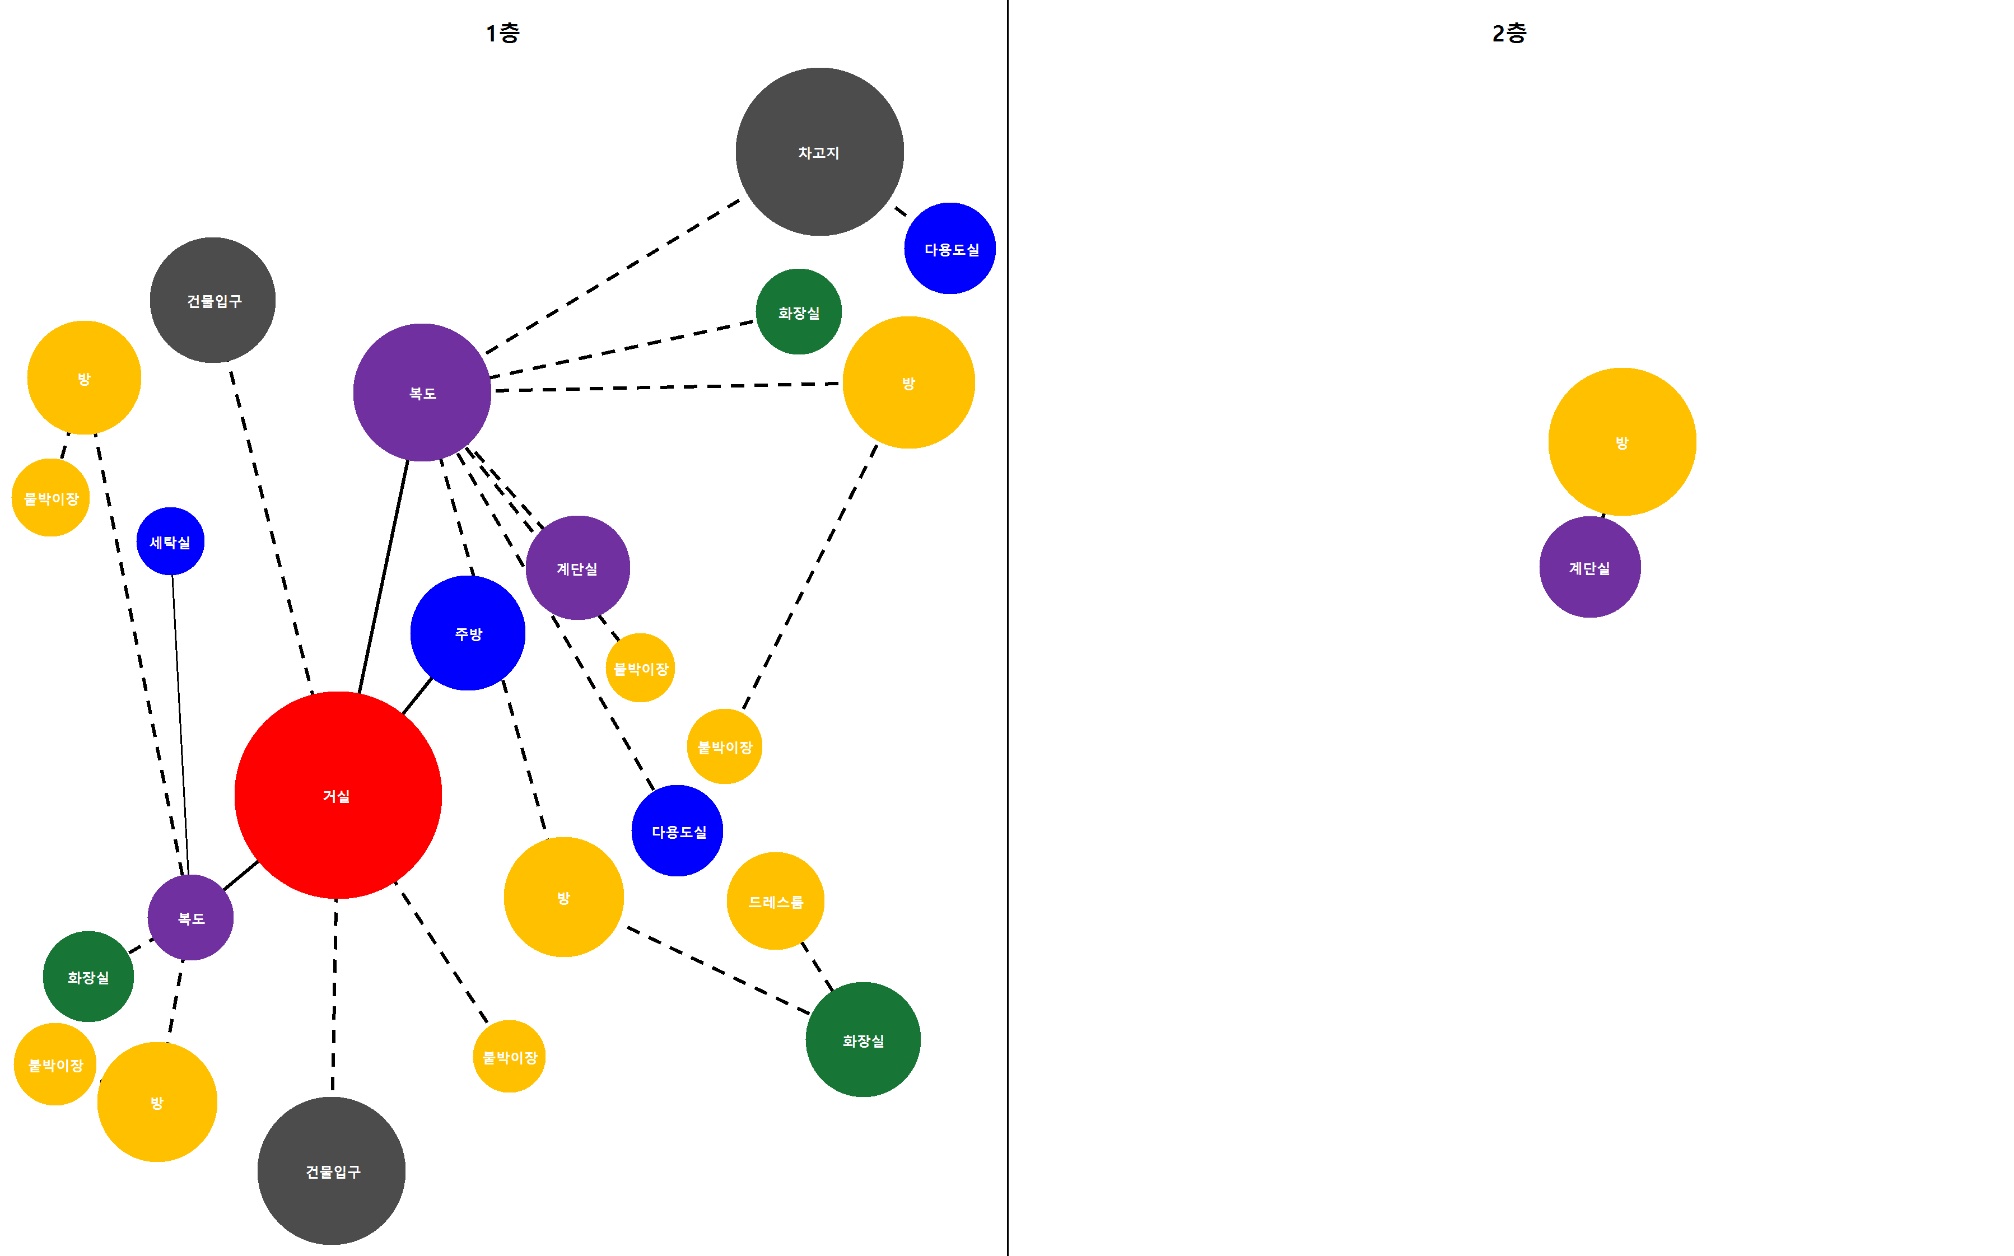 1층
2층
차고지
다용도실
건물입구
화장실
방
방
복도
방
붙박이장
세탁실
계단실
계단실
주방
붙박이장
붙박이장
거실
다용도실
방
드레스룸
복도
화장실
화장실
붙박이장
붙박이장
방
건물입구
방